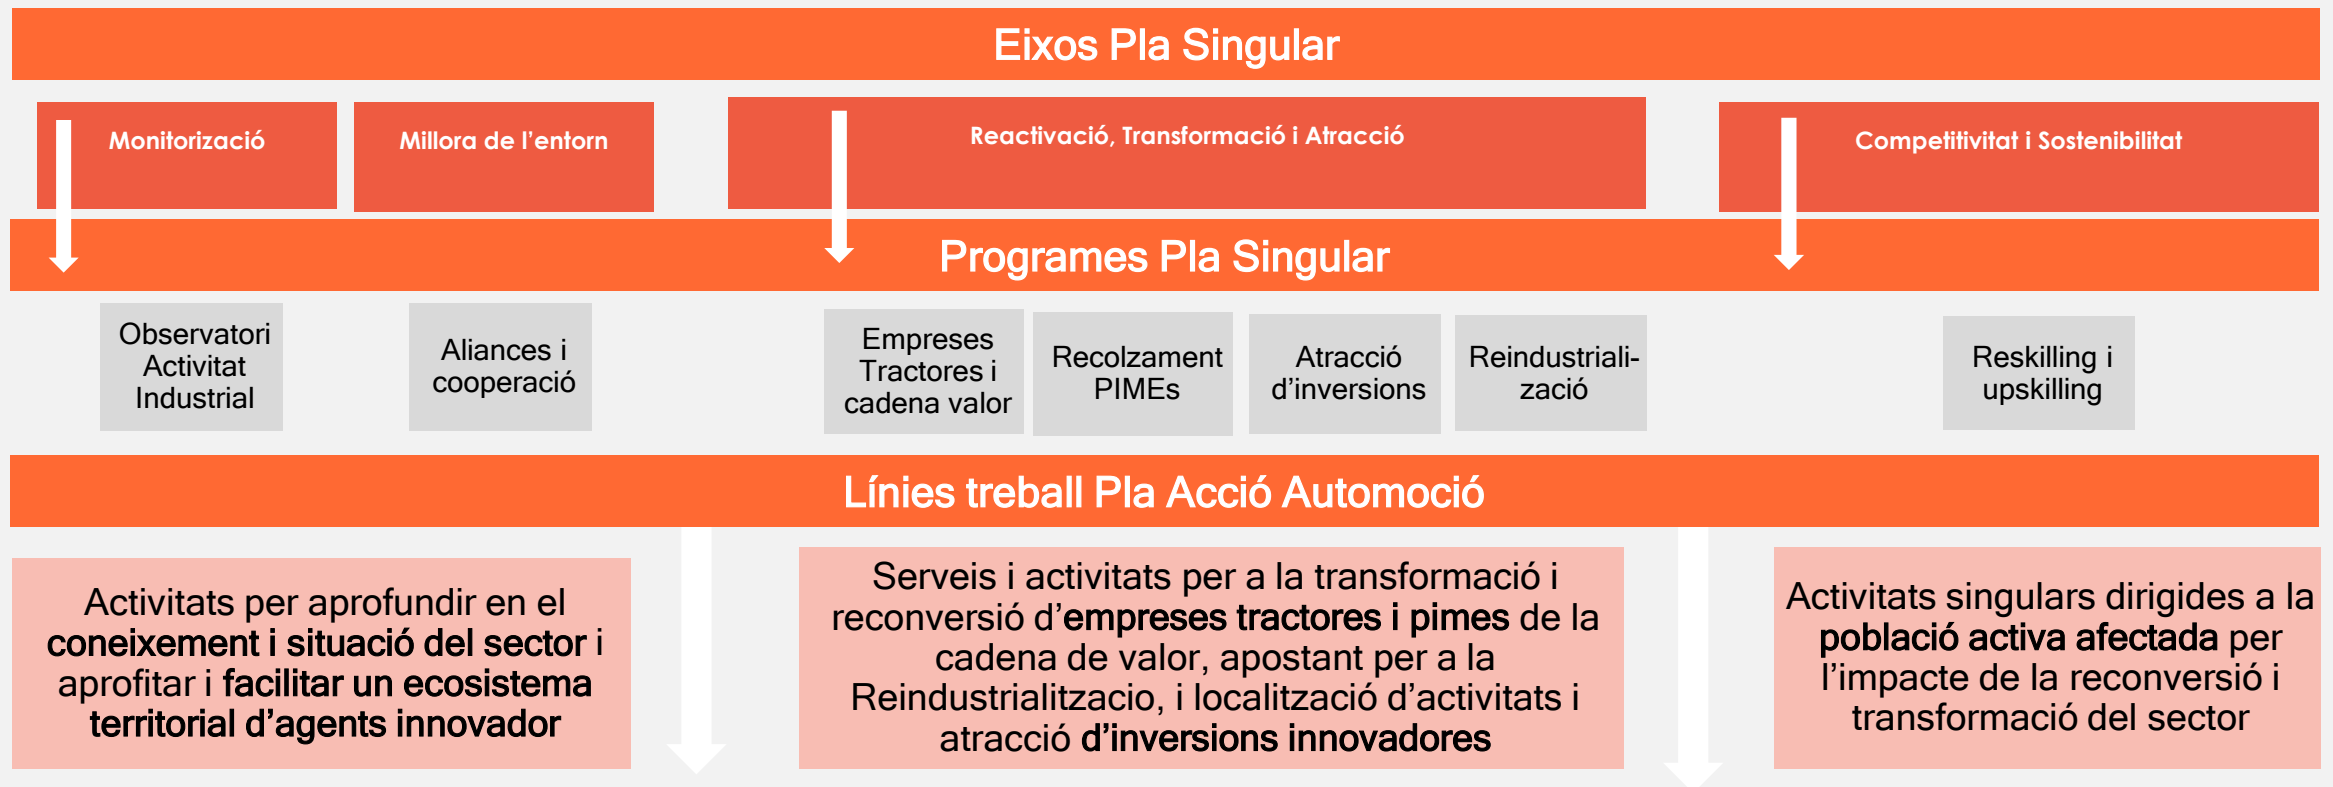 Eixos Pla Singular
Monitorizació
Millora de l’entorn
Reactivació, Transformació i Atracció
Competitivitat i Sostenibilitat
Programes Pla Singular
Observatori
Activitat
Industrial
Aliances i
cooperació
Empreses
Tractores i
cadena valor
Recolzament
PIMEs
Atracció
d’inversions
Reindustriali-
zació
Reskilling i
upskilling
Línies treball Pla Acció Automoció
Activitats per aprofundir en el
coneixement i situació del sector i
aprofitar i facilitar un ecosistema
territorial d’agents innovador
Serveis i activitats per a la transformació i
reconversió d’empreses tractores i pimes de la
cadena de valor, apostant per a la
Reindustrialitzacio, i localització d’activitats i
atracció d’inversions innovadores
Activitats singulars dirigides a la
població activa afectada per
l’impacte de la reconversió i
transformació del sector